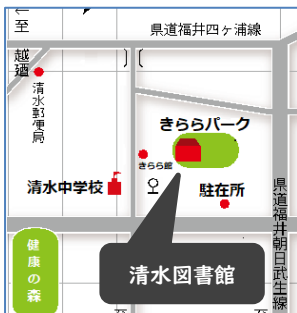 ←至
越廼
県道福井四ヶ浦線
清水郵便局
きららパーク
きらら館
清水中学校
駐在所
県道福井朝日武生線
健康の森
清水図書館
至
至